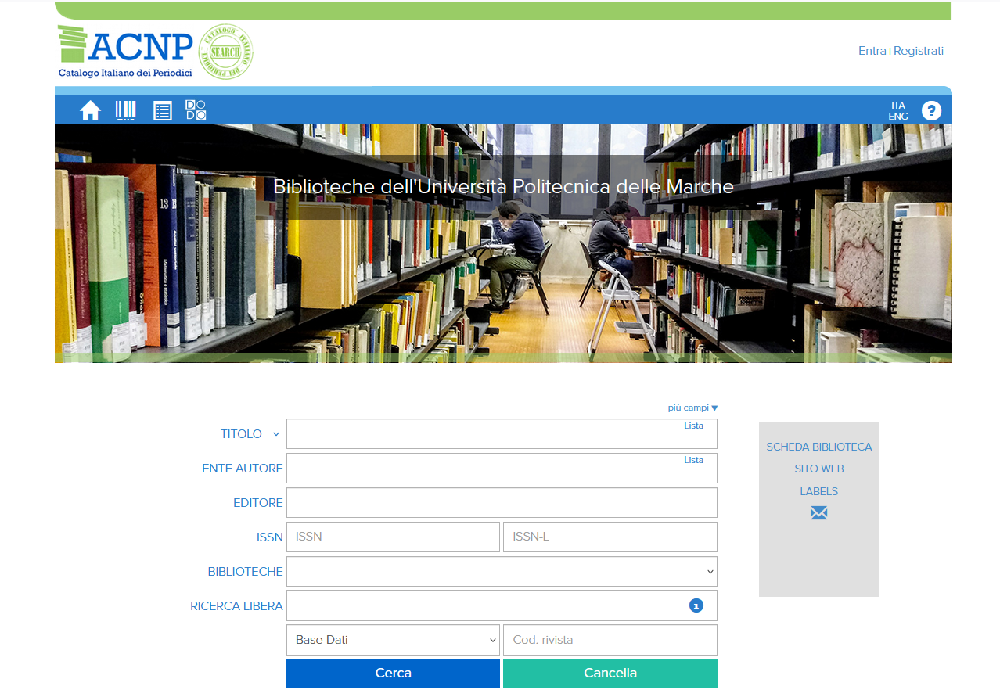 ACNP
Catalogo Italiano dei Periodici
CATALOGO ITALIANO DEI PERIODICI
SEARCH
Entra | Registrati
ITA
ENG
?
Biblioteche dell'Università Politecnica delle Marche
13
13
più campi ▼
TITOLO
Lista
ENTE AUTORE
Lista
EDITORE
ISSN ISSN ISSN-L
BIBLIOTECHE
RICERCA LIBERA
Base Dati Cod. rivista
Cerca Cancella
SCHEDA BIBLIOTECA
SITO WEB
LABELS